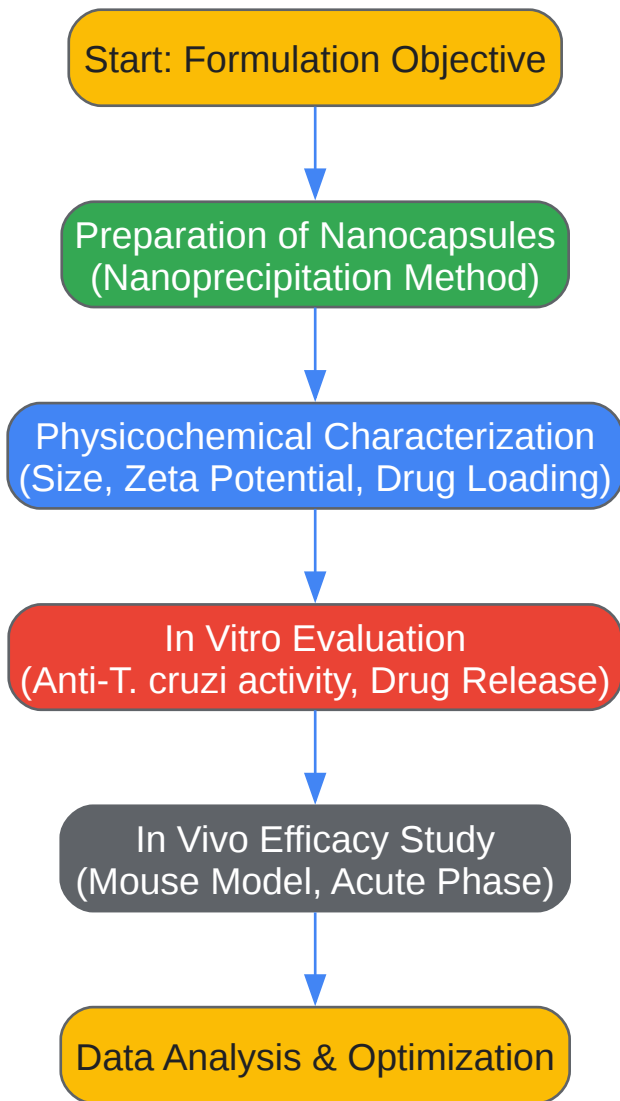 Start: Formulation Objective
Preparation of Nanocapsules
(Nanoprecipitation Method)
Physicochemical Characterization
(Size, Zeta Potential, Drug Loading)
In Vitro Evaluation
(Anti-T. cruzi activity, Drug Release)
In Vivo Efficacy Study
(Mouse Model, Acute Phase)
Data Analysis & Optimization